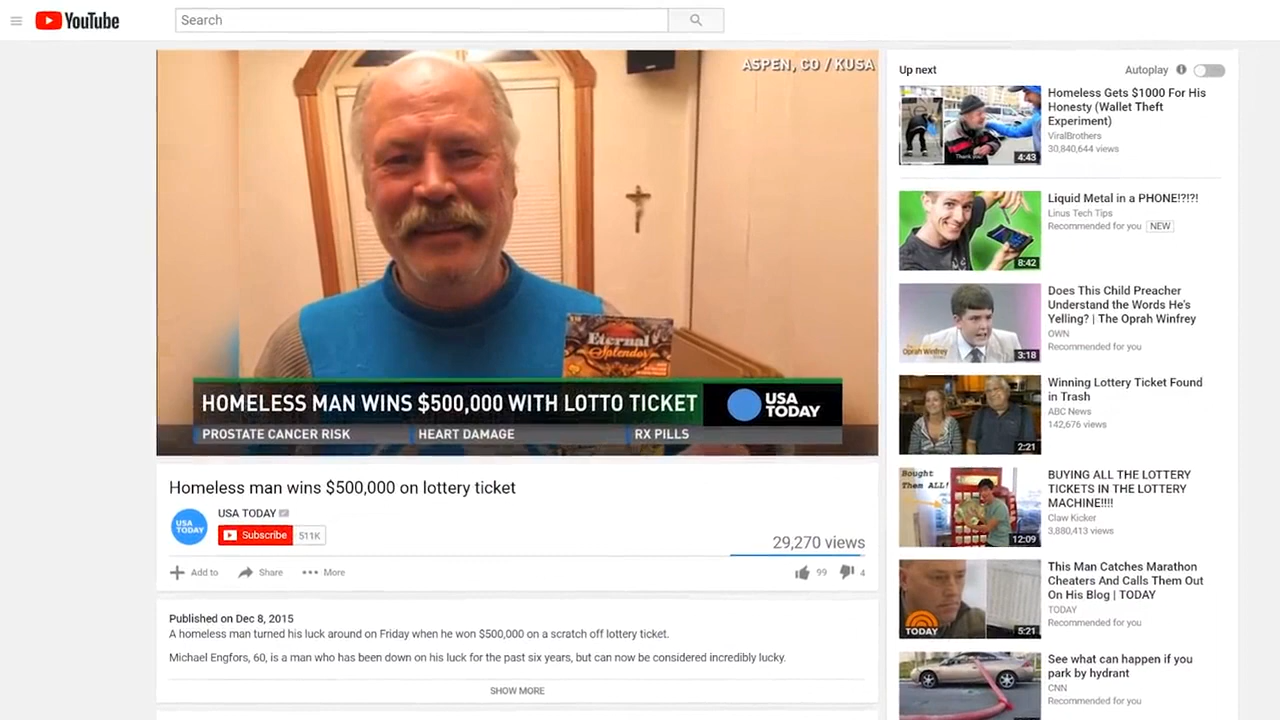 YouTube
Search
ASPEN, CO / KUSA
Eternal
Splendor
HOMELESS MAN WINS $500,000 WITH LOTTO TICKET
USA
TODAY
PROSTATE CANCER RISK
HEART DAMAGE
RX PILLS
Homeless man wins $500,000 on lottery ticket
USA
TODAY
USA TODAY
Subscribe 511K
29,270 views
Add to Share More 99 4
Published on Dec 8, 2015
A homeless man turned his luck around on Friday when he won $500,000 on a scratch off lottery ticket.
Michael Engfors, 60, is a man who has been down on his luck for the past six years, but can now be considered incredibly lucky.
SHOW MORE
Up next Autoplay
Thank you
4:43
Homeless Gets $1000 For His
Honesty (Wallet Theft
Experiment)
ViralBrothers
30,840,644 views
8:42
Liquid Metal in a PHONE!?!?!
Linus Tech Tips
Recommended for you NEW
Oprah Winfrey
3:18
Does This Child Preacher
Understand the Words He's
Yelling? | The Oprah Winfrey
OWN
Recommended for you
2:21
Winning Lottery Ticket Found
in Trash
ABC News
142,676 views
Bought
Them ALL!
12:09
BUYING ALL THE LOTTERY
TICKETS IN THE LOTTERY
MACHINE!!!!
Claw Kicker
3,880,413 views
TODAY
5:21
This Man Catches Marathon
Cheaters And Calls Them Out
On His Blog | TODAY
TODAY
Recommended for you
See what can happen if you
park by hydrant
CNN
Recommended for you